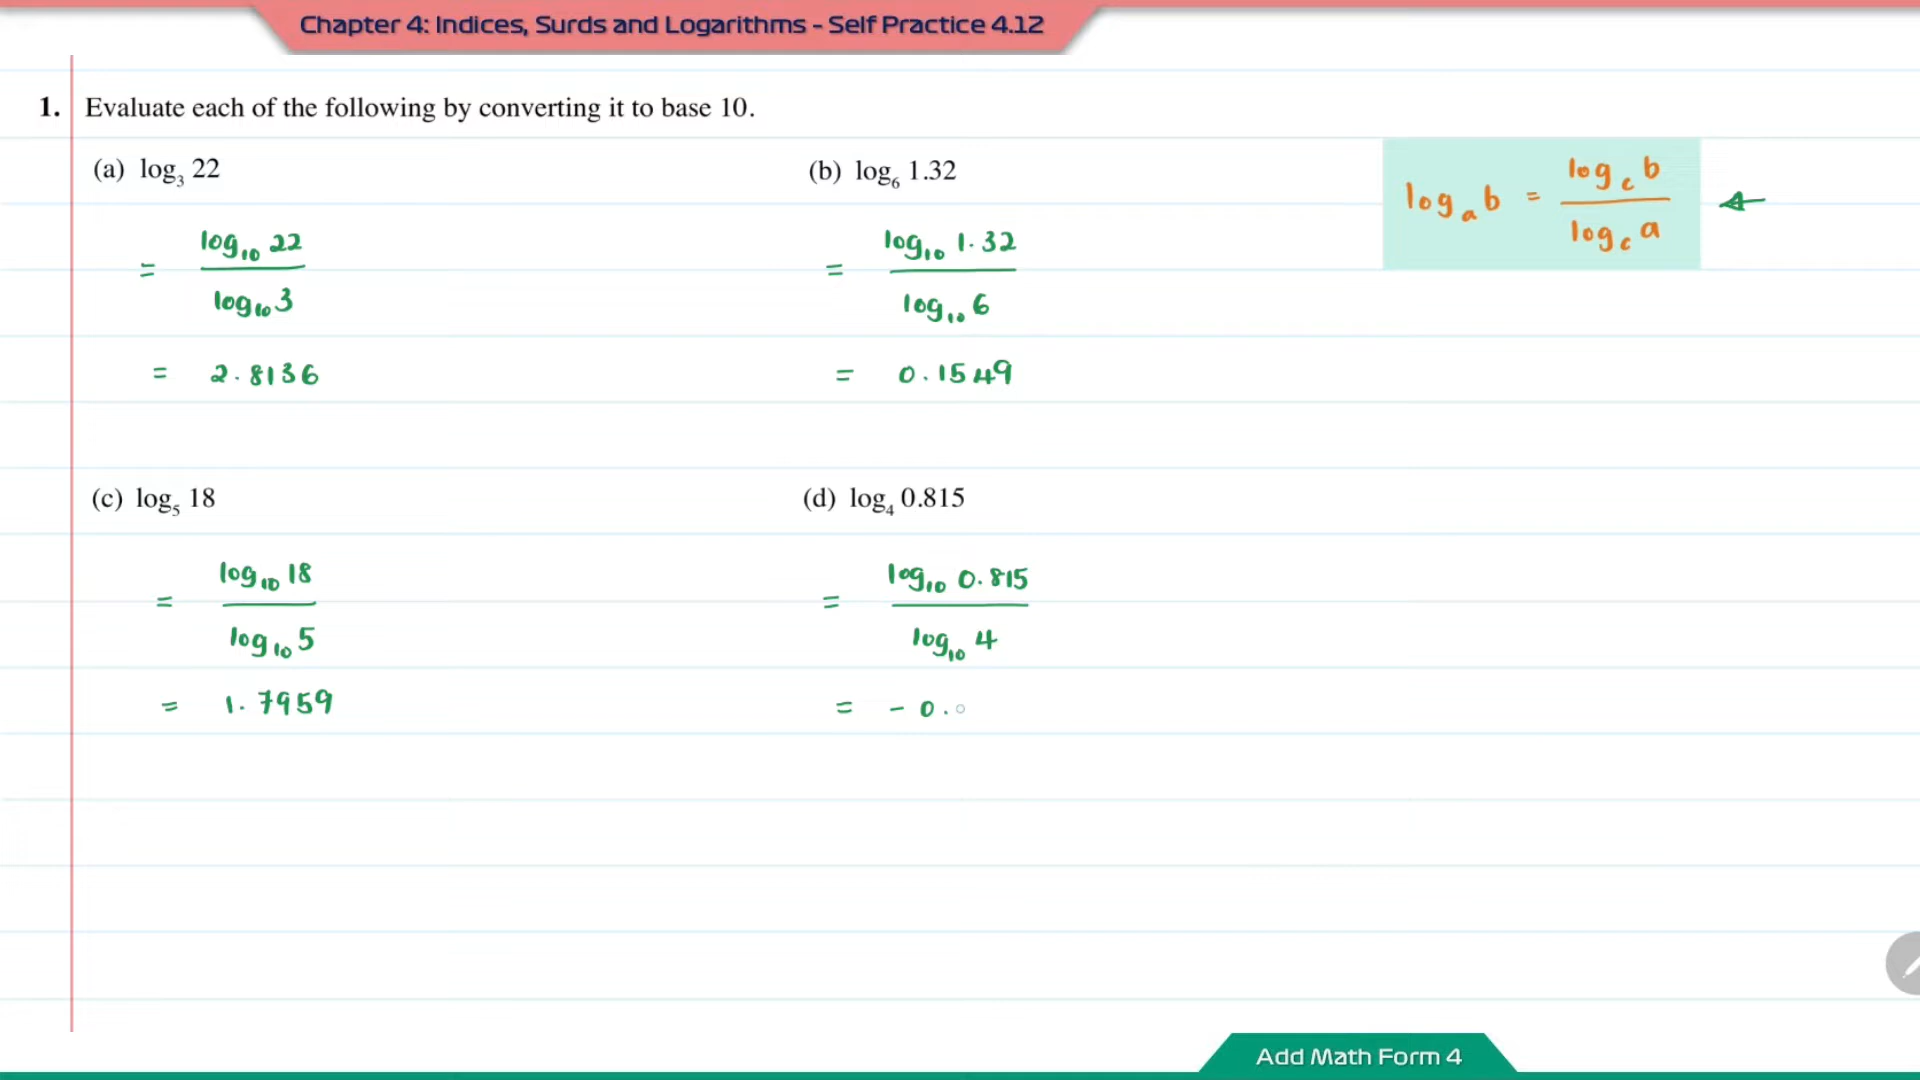 Chapter 4: Indices, Surds and Logarithms - Self Practice 4.12
1. Evaluate each of the following by converting it to base 10.
(a) log₃ 22
= log₁₀ 22 / log₁₀ 3
= 2.8136
(b) log₆ 1.32
= log₁₀ 1.32 / log₁₀ 6
= 0.1549
logₐ b = log꜀ b / log꜀ a
(c) log₅ 18
= log₁₀ 18 / log₁₀ 5
= 1.7959
(d) log₄ 0.815
= log₁₀ 0.815 / log₁₀ 4
= - 0.
Add Math Form 4